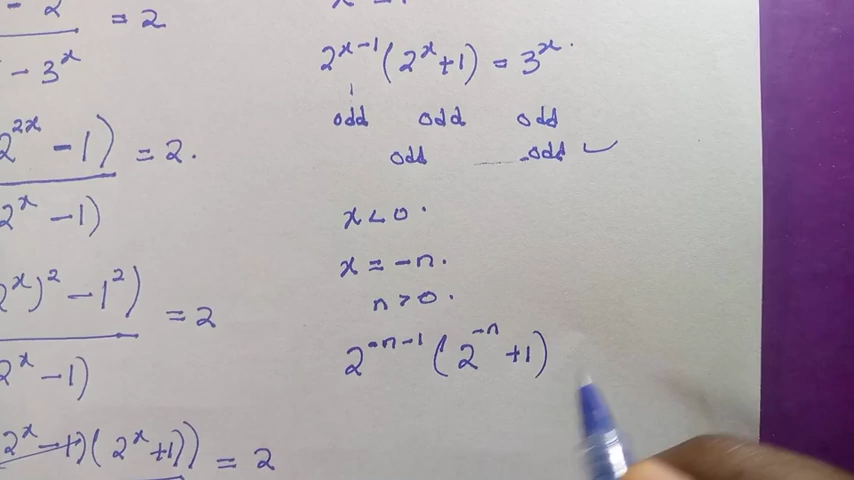 - 2
= 2
- 3^x
2^{2x} - 1) = 2.
2^x - 1)
(2^x)^2 - 1^2) = 2
2^x - 1)
2^x - 1)(2^x + 1)) = 2
2^{x-1}(2^x+1) = 3^x.
odd odd odd
odd odd ✓
x < 0.
x = -n.
n > 0.
2^{-n-1}(2^{-n}+1)